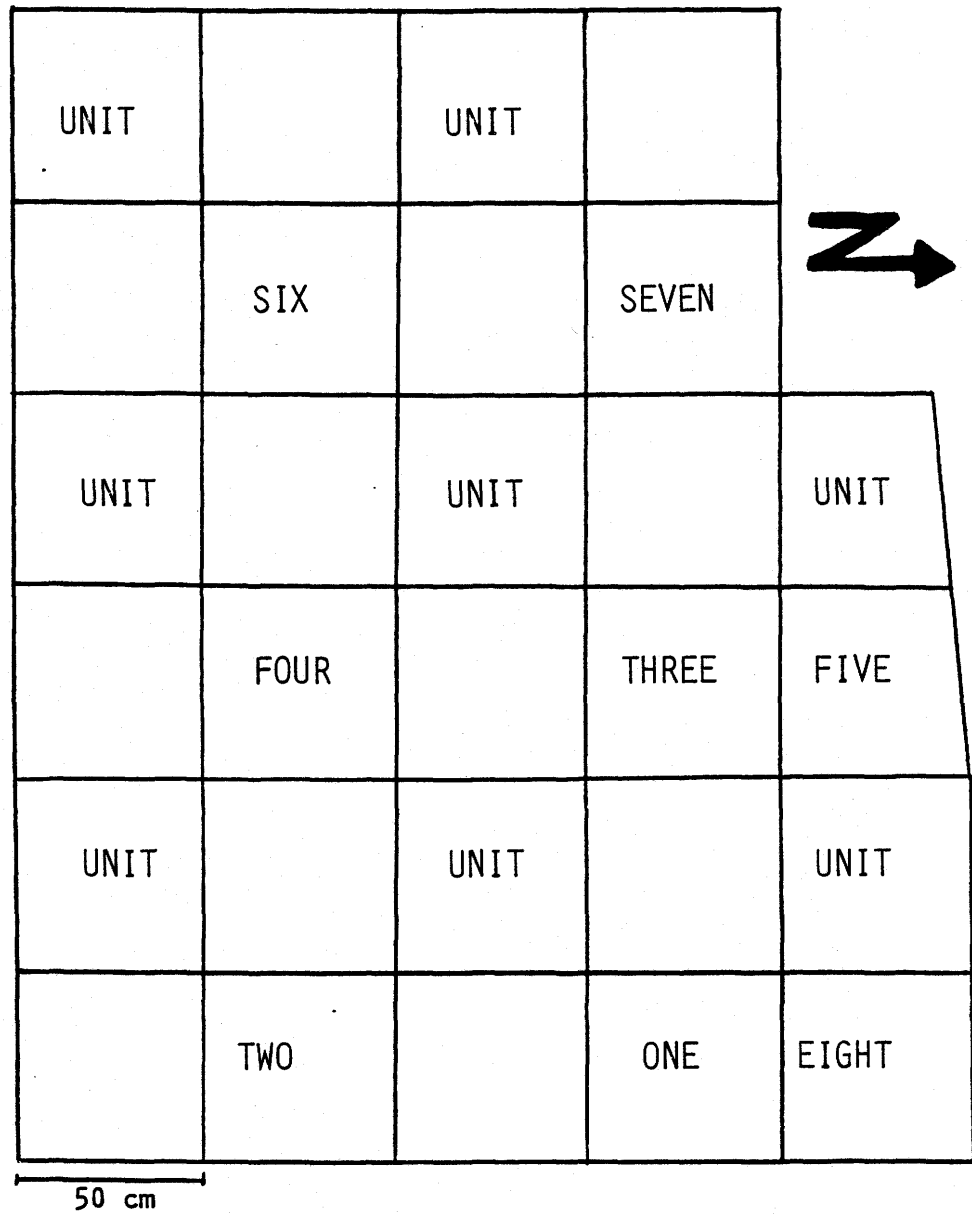 UNIT UNIT
SIX SEVEN
UNIT UNIT UNIT
FOUR THREE FIVE
UNIT UNIT UNIT
TWO ONE EIGHT
50 cm